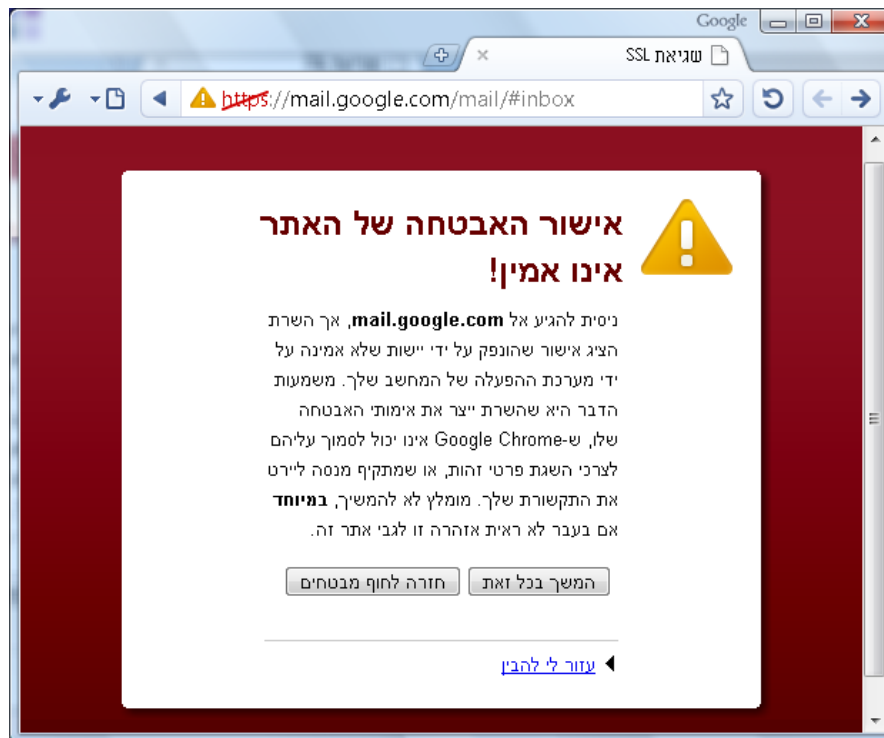 Google
שגיאת SSL
https://mail.google.com/mail/#inbox
אישור האבטחה של האתר
אינו אמין!
ניסית להגיע אל mail.google.com, אך השרת
הציג אישור שהונפק על ידי יישות שלא אמינה על
ידי מערכת ההפעלה של המחשב שלך. משמעות
הדבר היא שהשרת ייצר את אימותי האבטחה
שלו, ש-Google Chrome אינו יכול לסמוך עליהם
לצרכי השגת פרטי זהות, או שמתקיף מנסה ליירט
את התקשורת שלך. מומלץ לא להמשיך, במיוחד
אם בעבר לא ראית אזהרה זו לגבי אתר זה.
המשך בכל זאת
חזרה לחוף מבטחים
עזור לי להבין